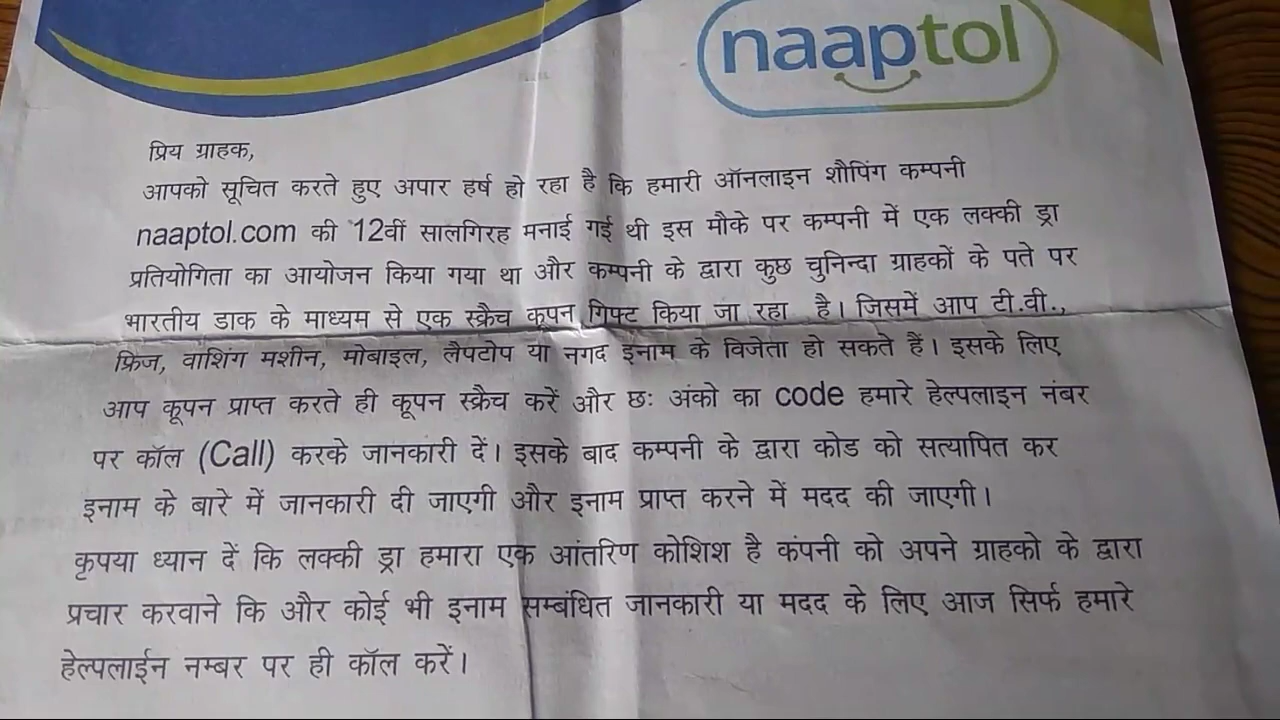 naaptol
प्रिय ग्राहक,
आपको सूचित करते हुए अपार हर्ष हो रहा है कि हमारी ऑनलाइन शौपिंग कम्पनी
naaptol.com की 12वीं सालगिरह मनाई गई थी इस मौके पर कम्पनी में एक लक्की ड्रा
प्रतियोगिता का आयोजन किया गया था और कम्पनी के द्वारा कुछ चुनिन्दा ग्राहकों के पते पर
भारतीय डाक के माध्यम से एक स्क्रैच कूपन गिफ्ट किया जा रहा है। जिसमें आप टी.वी.,
फ्रिज, वाशिंग मशीन, मोबाइल, लैपटोप या नगद इनाम के विजेता हो सकते हैं। इसके लिए
आप कूपन प्राप्त करते ही कूपन स्क्रैच करें और छः अंको का code हमारे हेल्पलाइन नंबर
पर कॉल (Call) करके जानकारी दें। इसके बाद कम्पनी के द्वारा कोड को सत्यापित कर
इनाम के बारे में जानकारी दी जाएगी और इनाम प्राप्त करने में मदद की जाएगी।
कृपया ध्यान दें कि लक्की ड्रा हमारा एक आंतरिण कोशिश है कंपनी को अपने ग्राहको के द्वारा
प्रचार करवाने कि और कोई भी इनाम सम्बंधित जानकारी या मदद के लिए आज सिर्फ हमारे
हेल्पलाईन नम्बर पर ही कॉल करें।